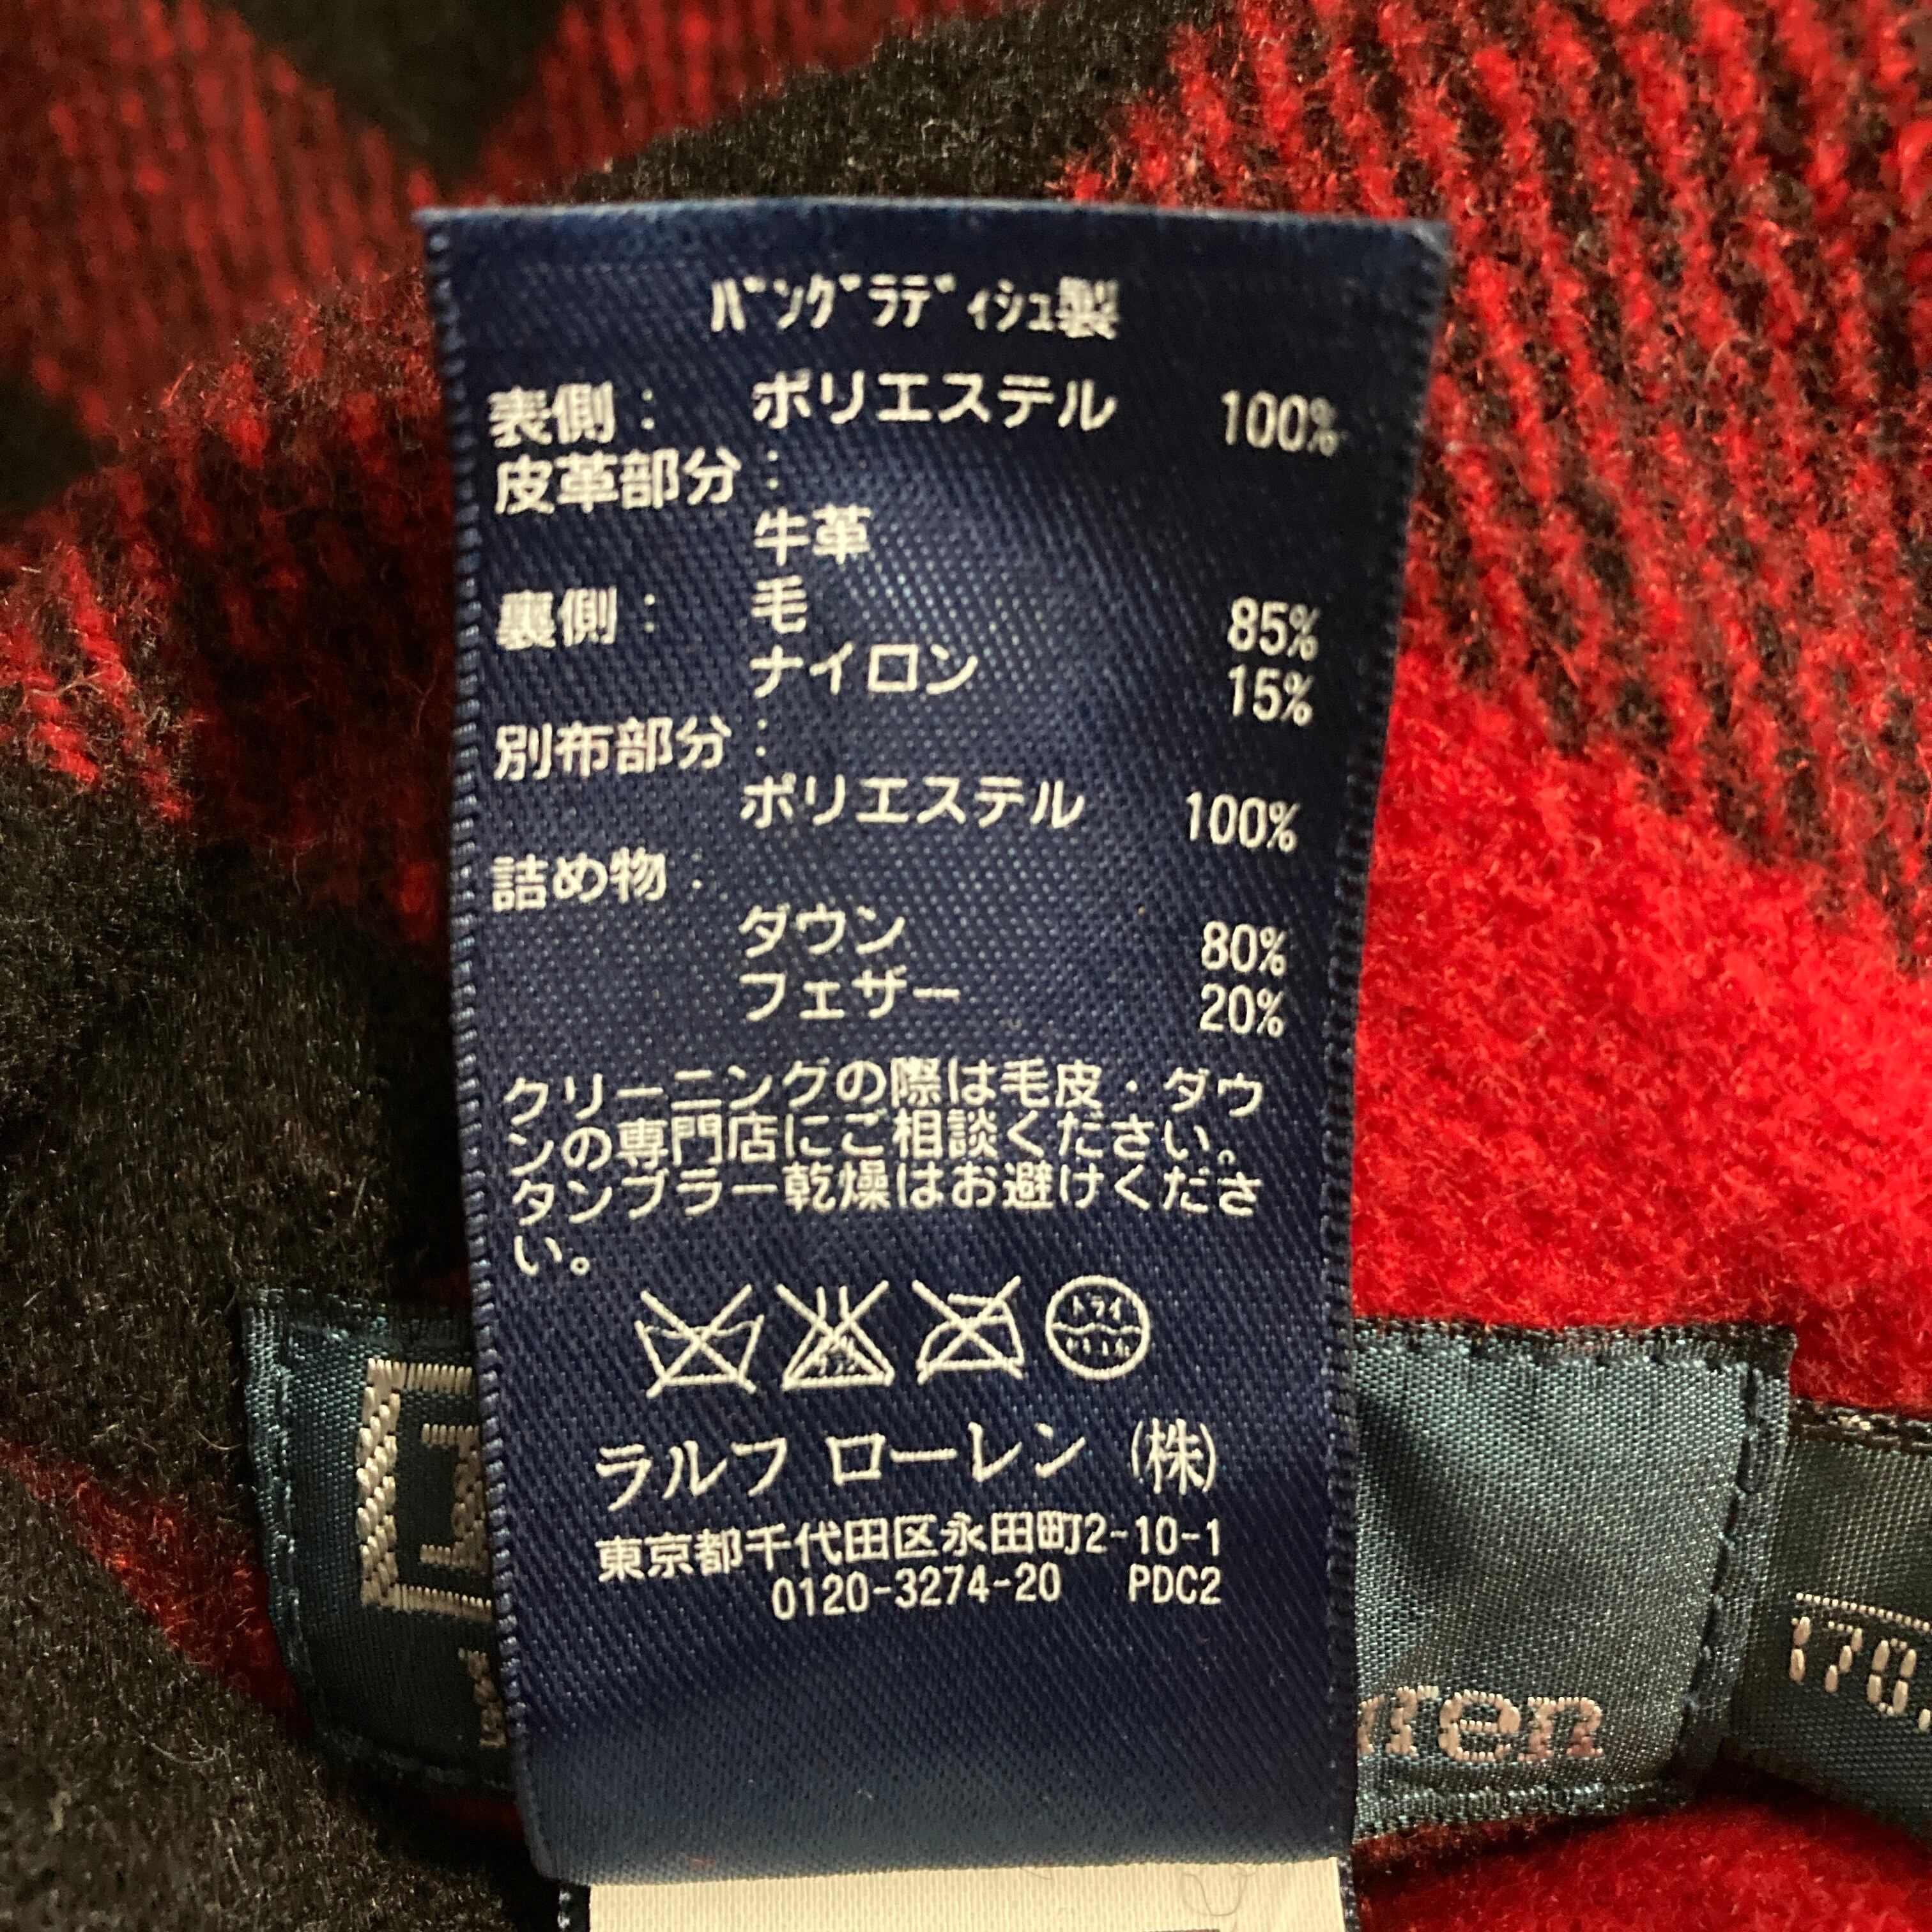 ﾊﾞﾝｸﾞﾗﾃﾞｨｼｭ製
表側： ポリエステル 100%
皮革部分：
牛革
裏側： 毛 85%
ナイロン 15%
別布部分：
ポリエステル 100%
詰め物：
ダウン 80%
フェザー 20%
クリーニングの際は毛皮・ダウ
ンの専門店にご相談ください。
タンブラー乾燥はお避けくださ
い。
ドライ
ラルフ ローレン (株)
東京都千代田区永田町2-10-1
0120-3274-20 PDC2
ren
170